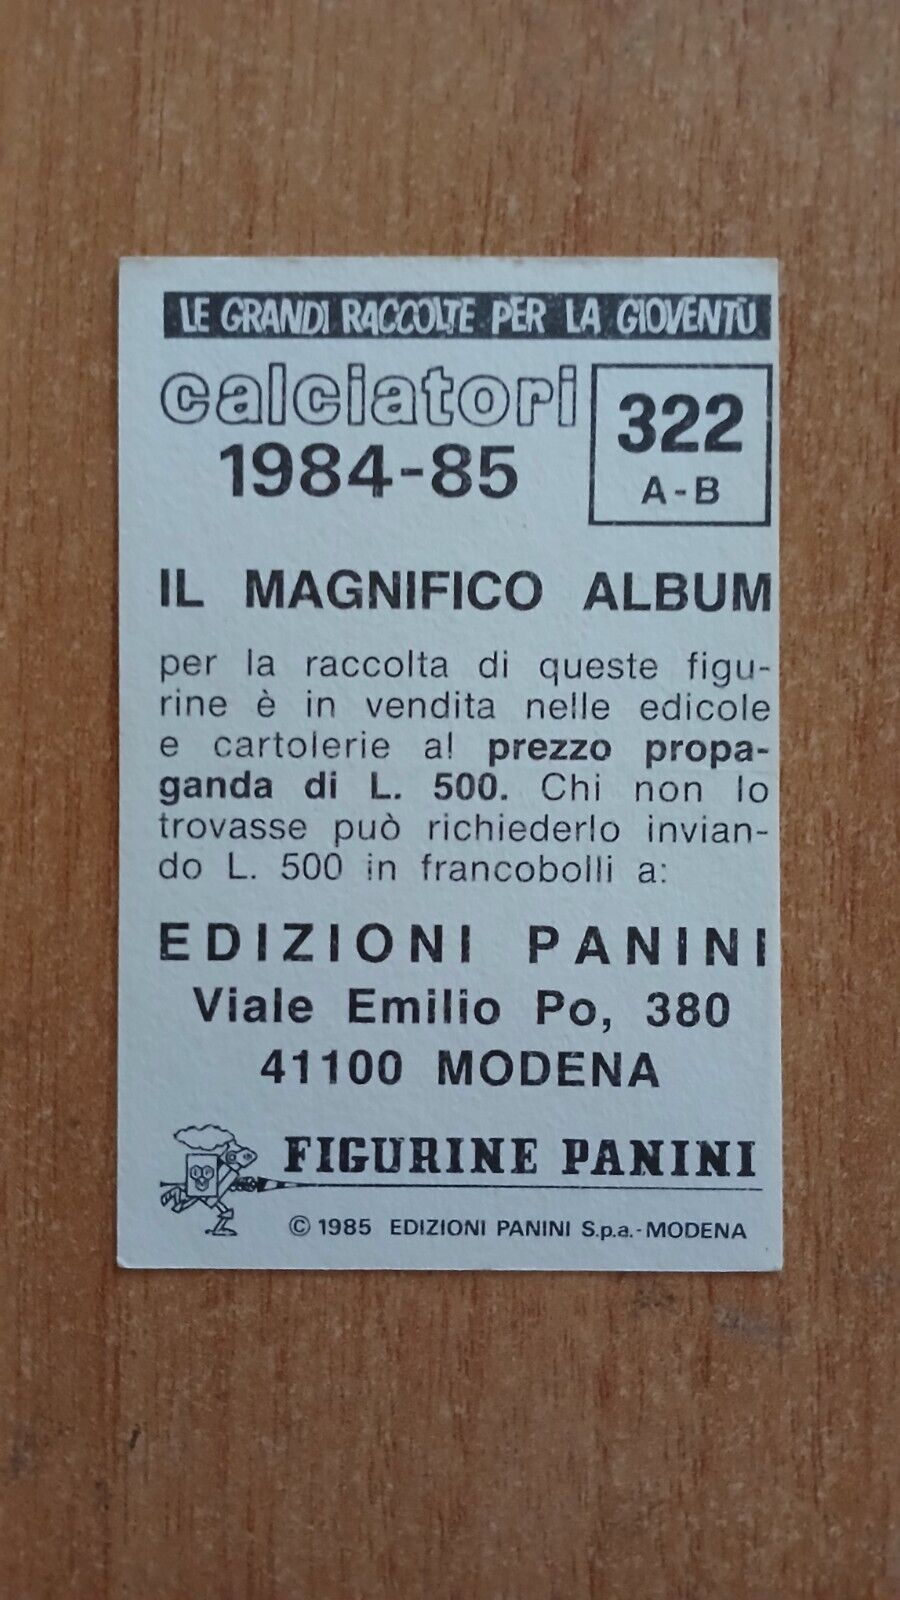 LE GRANDI RACCOLTE PER LA GIOVENTÙ
calciatori
1984-85
322
A-B
IL MAGNIFICO ALBUM
per la raccolta di queste figu-
rine è in vendita nelle edicole
e cartolerie al prezzo propa-
ganda di L. 500. Chi non lo
trovasse può richiederlo invian-
do L. 500 in francobolli a:
EDIZIONI PANINI
Viale Emilio Po, 380
41100 MODENA
FIGURINE PANINI
© 1985 EDIZIONI PANINI S.p.a.-MODENA